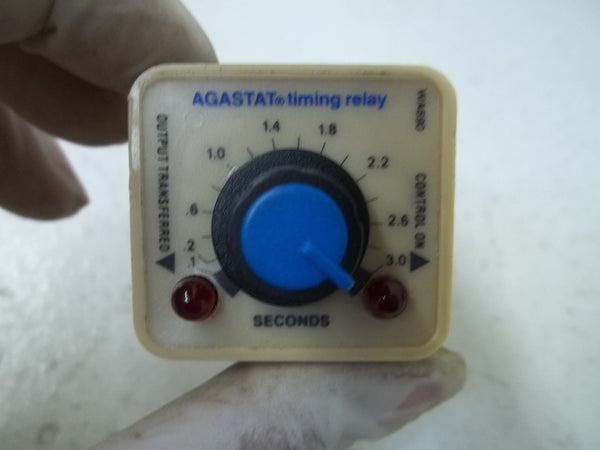 AGASTAT® timing relay
OUTPUT TRANSFERRED
.1
.2
.6
1.0
1.4
1.8
2.2
2.6
3.0
CONTROL ON
SECONDS